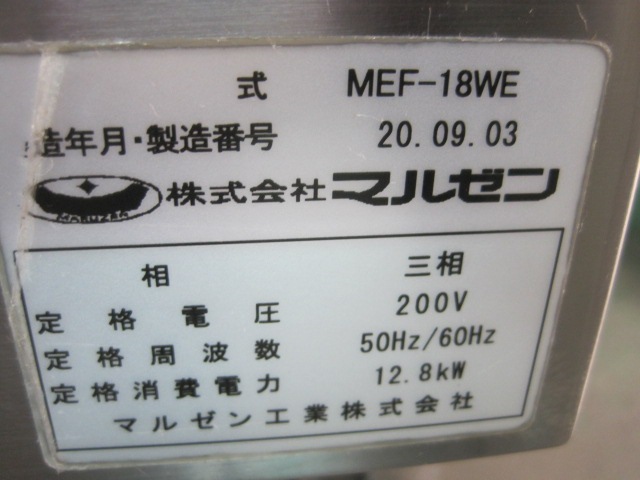 式 MEF-18WE
造年月・製造番号 20.09.03
MARUZEN 株式会社 マルゼン
相 三相
定格電圧 200V
定格周波数 50Hz/60Hz
定格消費電力 12.8kW
マルゼン工業株式会社